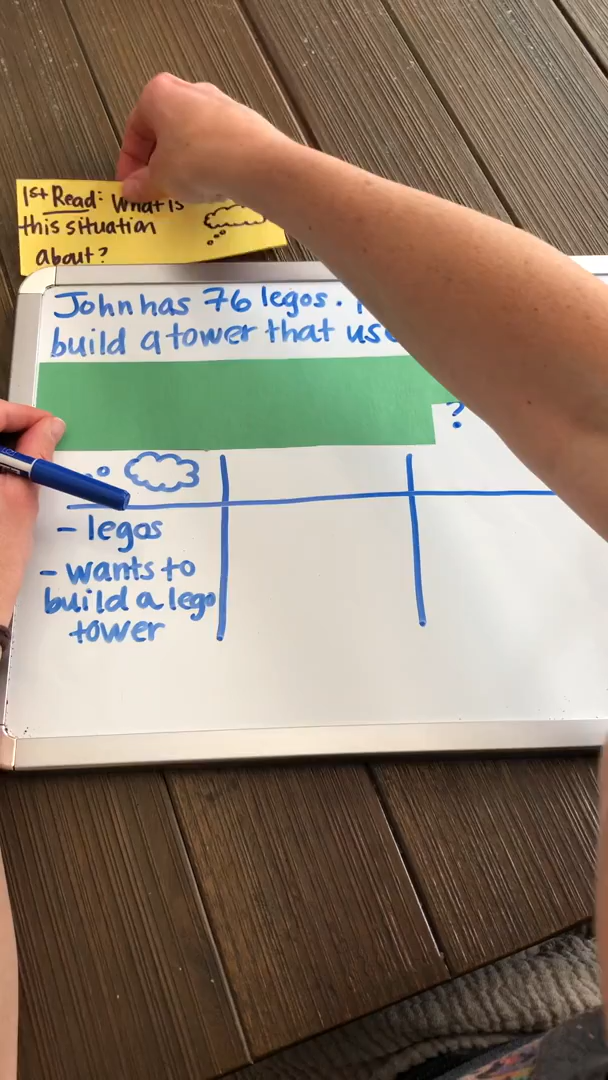 1st Read: What is
this situation
about?
John has 76 legos.
build a tower that use
?
- legos
- wants to
build a lego
tower